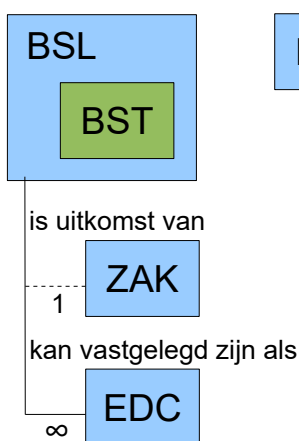 BSL
BST
is uitkomst van
ZAK
1
kan vastgelegd zijn als
EDC
∞